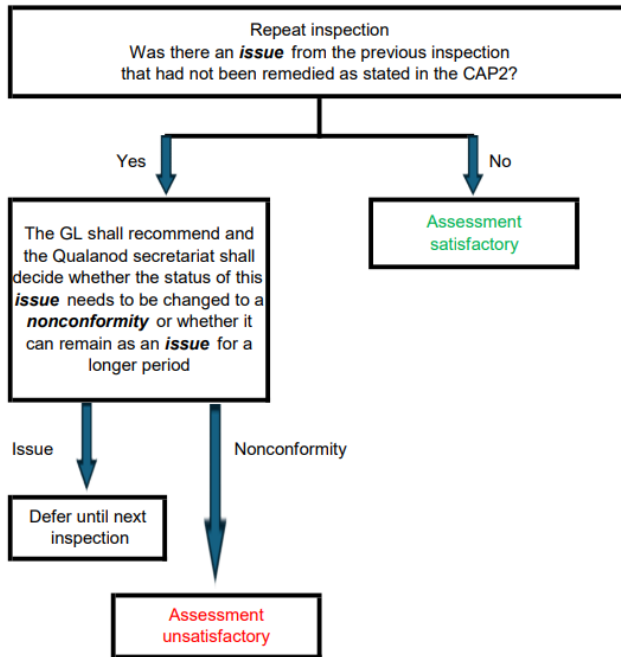 Repeat inspection
Was there an issue from the previous inspection
that had not been remedied as stated in the CAP2?
Yes
No
The GL shall recommend and
the Qualanod secretariat shall
decide whether the status of this
issue needs to be changed to a
nonconformity or whether it
can remain as an issue for a
longer period
Assessment
satisfactory
Issue
Nonconformity
Defer until next
inspection
Assessment
unsatisfactory